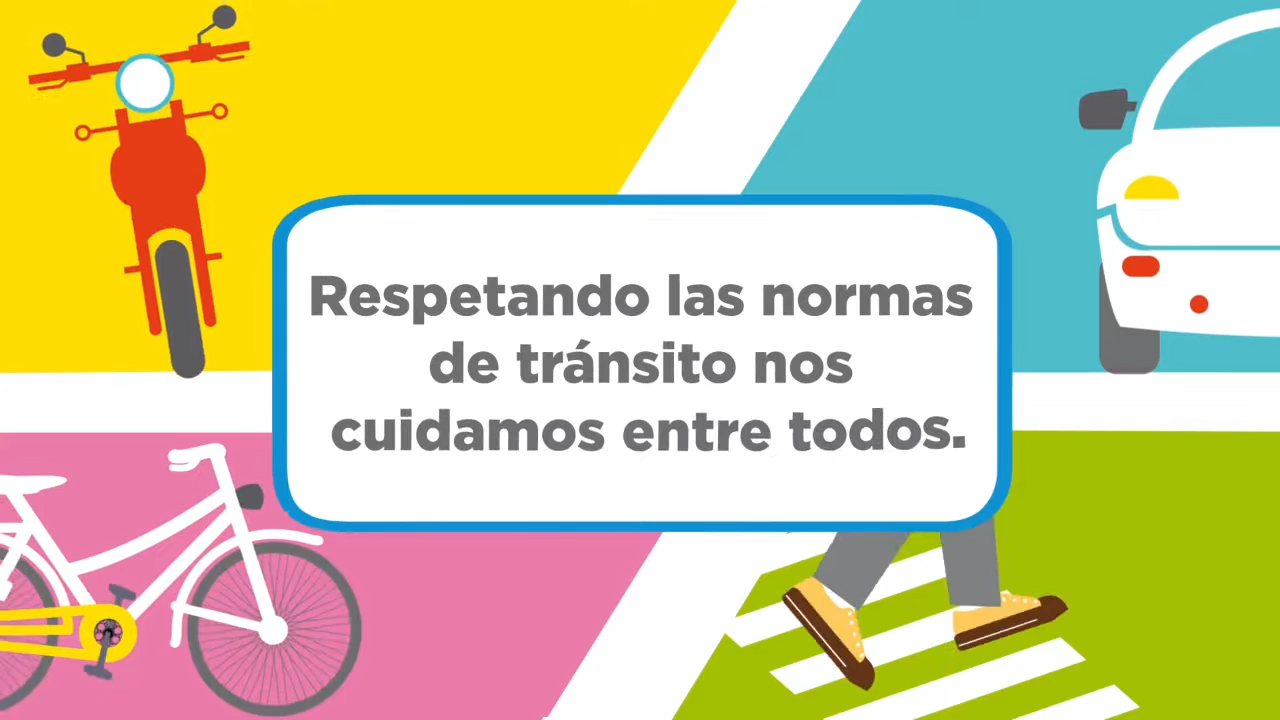 Respetando las normas
de tránsito nos
cuidamos entre todos.